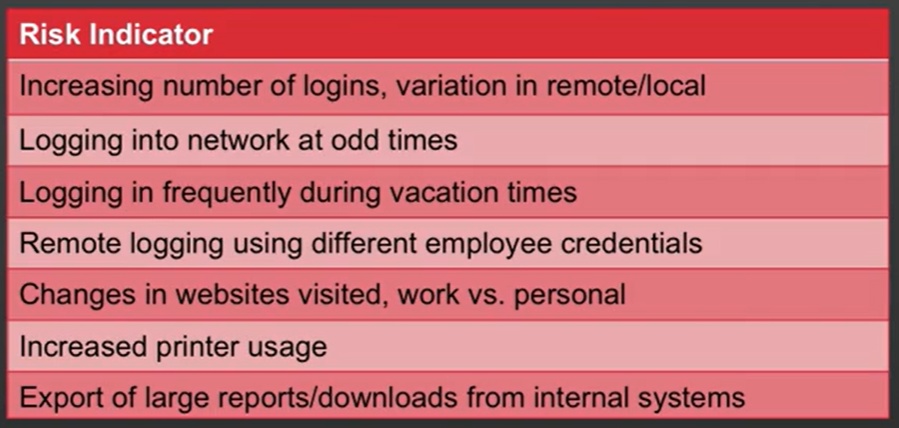 Risk Indicator
Increasing number of logins, variation in remote/local
Logging into network at odd times
Logging in frequently during vacation times
Remote logging using different employee credentials
Changes in websites visited, work vs. personal
Increased printer usage
Export of large reports/downloads from internal systems